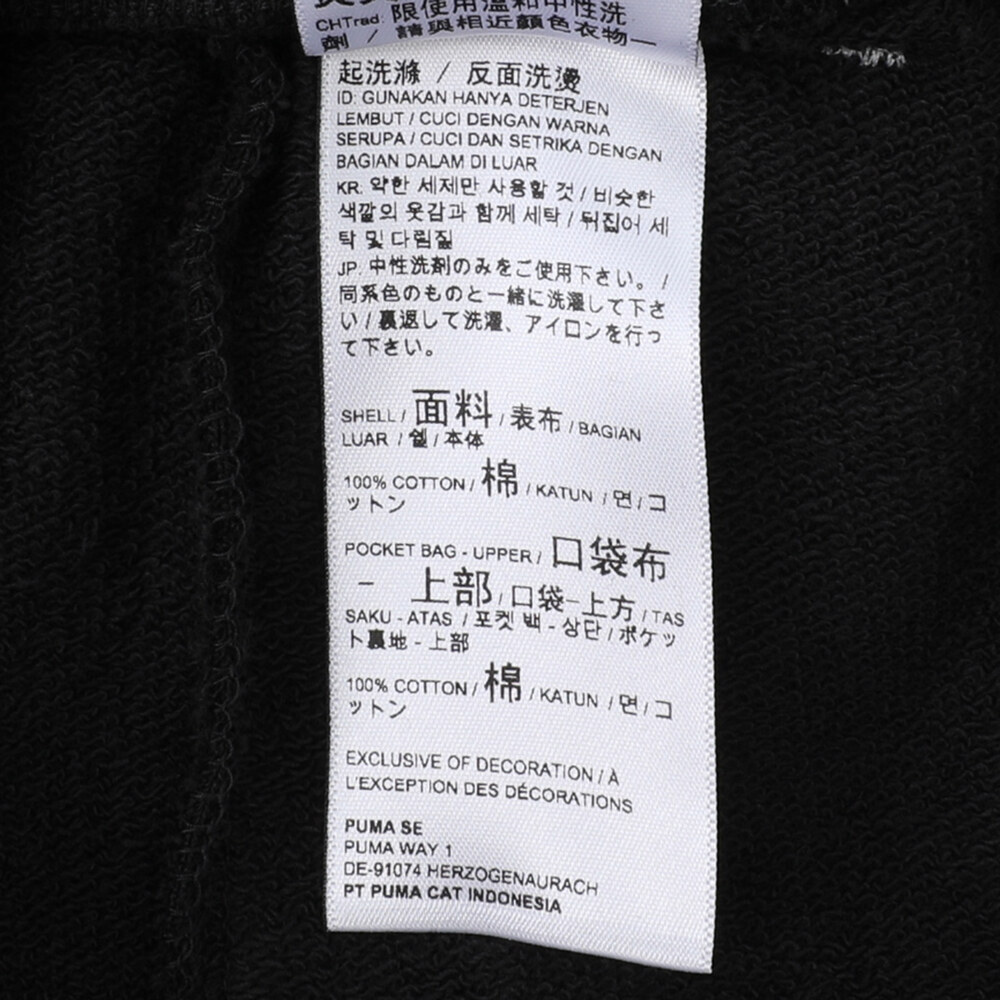 CHTrad: 限使用溫和中性洗
劑 / 請與相近顏色衣物一
起洗滌 / 反面洗燙
ID: GUNAKAN HANYA DETERJEN
LEMBUT / CUCI DENGAN WARNA
SERUPA / CUCI DAN SETRIKA DENGAN
BAGIAN DALAM DI LUAR
KR: 약한 세제만 사용할 것 / 비슷한
색깔의 옷감과 함께 세탁 / 뒤집어 세
탁 및 다림질
JP: 中性洗剤のみをご使用下さい。 /
同系色のものと一緒に洗濯して下さ
い / 裏返して洗濯、アイロンを行っ
て下さい。
SHELL / 面料 / 表布 / BAGIAN
LUAR / 쉘 / 本体
100% COTTON / 棉 / KATUN / 면 / コ
ットン
POCKET BAG - UPPER / 口袋布
- 上部 / 口袋-上方 / TAS
SAKU - ATAS / 포켓 백 - 상단 / ポケッ
ト裏地 - 上部
100% COTTON / 棉 / KATUN / 면 / コ
ットン
EXCLUSIVE OF DECORATION / À
L'EXCEPTION DES DÉCORATIONS
PUMA SE
PUMA WAY 1
DE-91074 HERZOGENAURACH
PT PUMA CAT INDONESIA